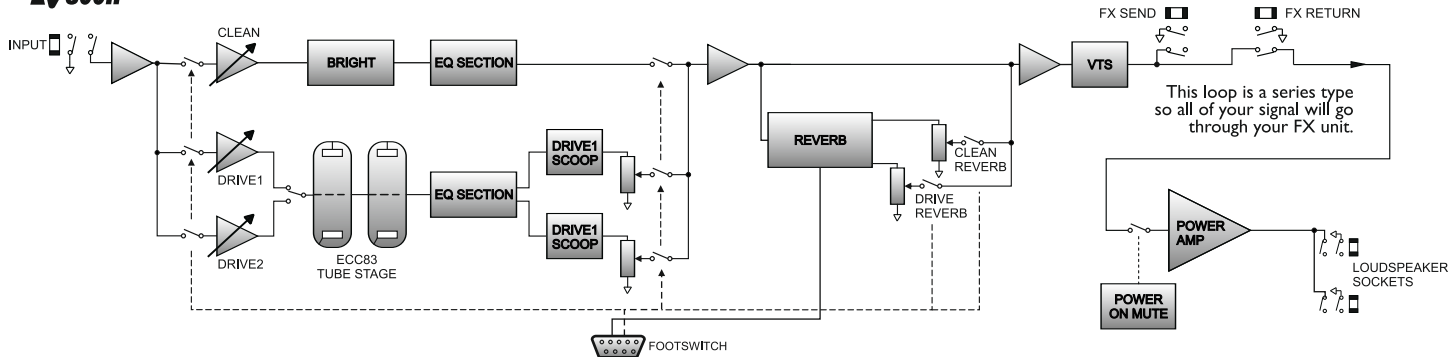 INPUT
CLEAN
BRIGHT
EQ SECTION
DRIVE1
DRIVE2
ECC83
TUBE STAGE
EQ SECTION
DRIVE1
SCOOP
DRIVE1
SCOOP
REVERB
CLEAN
REVERB
DRIVE
REVERB
FOOTSWITCH
VTS
FX SEND
FX RETURN
This loop is a series type
so all of your signal will go
through your FX unit.
POWER
AMP
POWER
ON MUTE
LOUDSPEAKER
SOCKETS